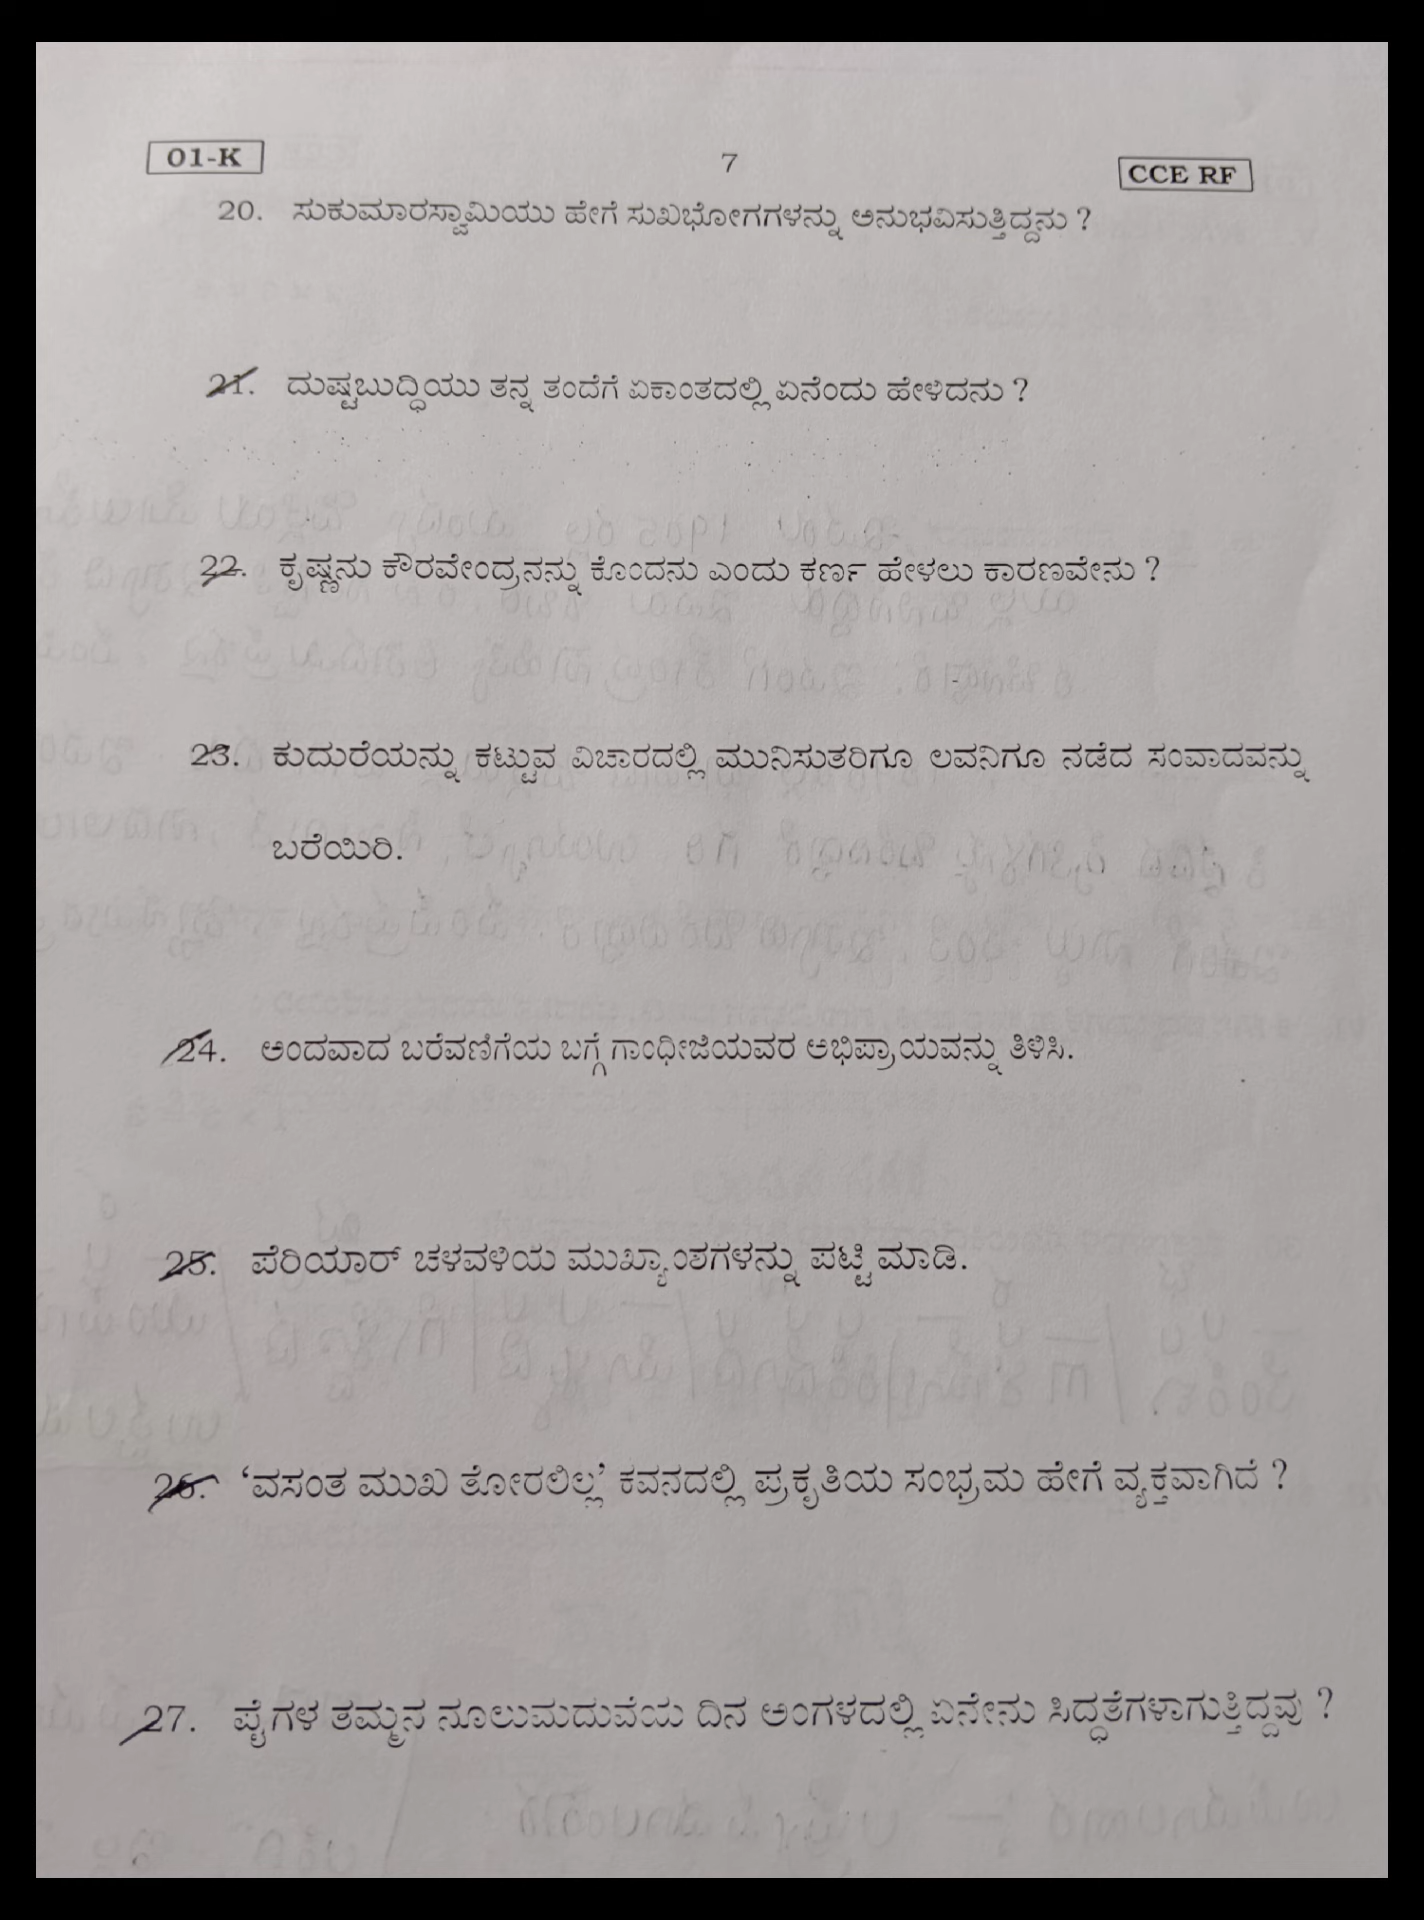 01-K 7 CCE RF
20. ಸುಕುಮಾರಸ್ವಾಮಿಯು ಹೇಗೆ ಸುಖಭೋಗಗಳನ್ನು ಅನುಭವಿಸುತ್ತಿದ್ದನು ?
21. ದುಷ್ಟಬುದ್ಧಿಯು ತನ್ನ ತಂದೆಗೆ ಏಕಾಂತದಲ್ಲಿ ಏನೆಂದು ಹೇಳಿದನು ?
22. ಕೃಷ್ಣನು ಕೌರವೇಂದ್ರನನ್ನು ಕೊಂದನು ಎಂದು ಕರ್ಣ ಹೇಳಲು ಕಾರಣವೇನು ?
23. ಕುದುರೆಯನ್ನು ಕಟ್ಟುವ ವಿಚಾರದಲ್ಲಿ ಮುನಿಸುತರಿಗೂ ಲವನಿಗೂ ನಡೆದ ಸಂವಾದವನ್ನು
ಬರೆಯಿರಿ.
24. ಅಂದವಾದ ಬರೆವಣಿಗೆಯ ಬಗ್ಗೆ ಗಾಂಧೀಜಿಯವರ ಅಭಿಪ್ರಾಯವನ್ನು ತಿಳಿಸಿ.
25. ಪೆರಿಯಾರ್ ಚಳವಳಿಯ ಮುಖ್ಯಾಂಶಗಳನ್ನು ಪಟ್ಟಿ ಮಾಡಿ.
26. 'ವಸಂತ ಮುಖ ತೋರಲಿಲ್ಲ' ಕವನದಲ್ಲಿ ಪ್ರಕೃತಿಯ ಸಂಭ್ರಮ ಹೇಗೆ ವ್ಯಕ್ತವಾಗಿದೆ ?
27. ಪೈಗಳ ತಮ್ಮನ ನೂಲುಮದುವೆಯ ದಿನ ಅಂಗಳದಲ್ಲಿ ಏನೇನು ಸಿದ್ಧತೆಗಳಾಗುತ್ತಿದ್ದವು ?